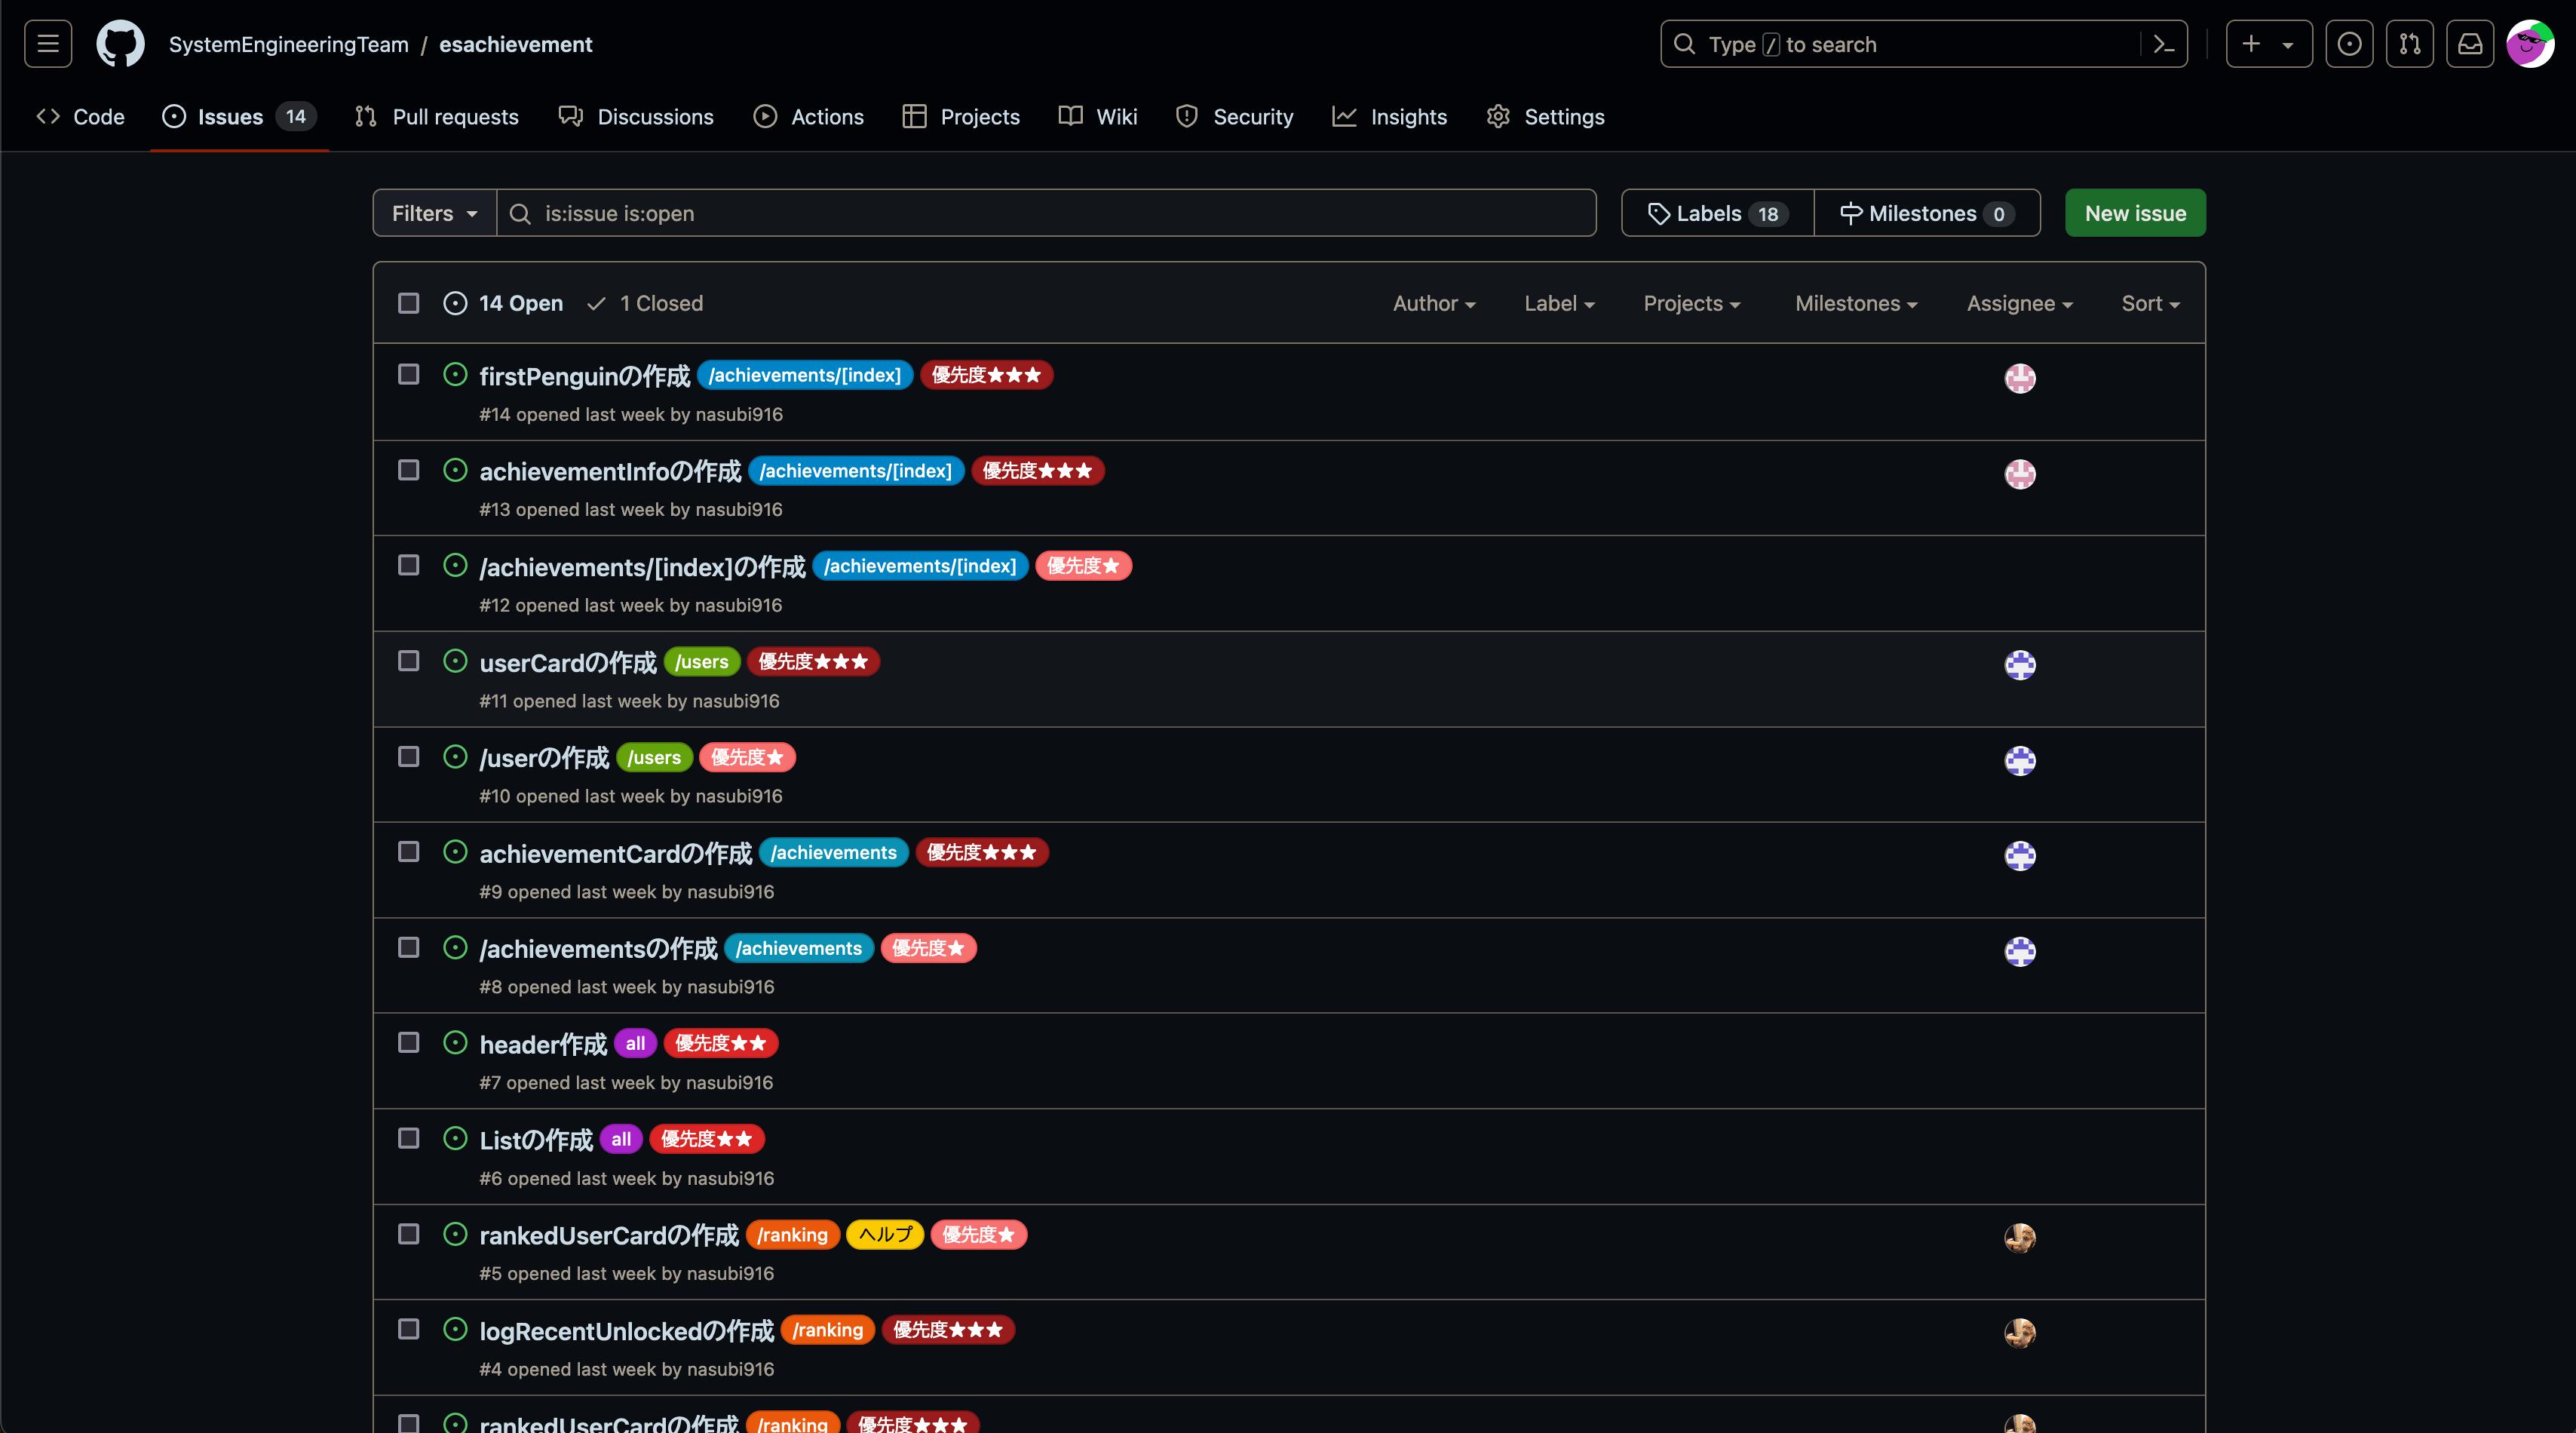 SystemEngineeringTeam / esachievement
Type / to search
Code
Issues 14
Pull requests
Discussions
Actions
Projects
Wiki
Security
Insights
Settings
Filters
is:issue is:open
Labels 18
Milestones 0
New issue
14 Open
1 Closed
Author
Label
Projects
Milestones
Assignee
Sort
firstPenguinの作成 /achievements/[index] 優先度★★★
#14 opened last week by nasubi916
achievementInfoの作成 /achievements/[index] 優先度★★★
#13 opened last week by nasubi916
/achievements/[index]の作成 /achievements/[index] 優先度★
#12 opened last week by nasubi916
userCardの作成 /users 優先度★★★
#11 opened last week by nasubi916
/userの作成 /users 優先度★
#10 opened last week by nasubi916
achievementCardの作成 /achievements 優先度★★★
#9 opened last week by nasubi916
/achievementsの作成 /achievements 優先度★
#8 opened last week by nasubi916
header作成 all 優先度★★
#7 opened last week by nasubi916
Listの作成 all 優先度★★
#6 opened last week by nasubi916
rankedUserCardの作成 /ranking ヘルプ 優先度★
#5 opened last week by nasubi916
logRecentUnlockedの作成 /ranking 優先度★★★
#4 opened last week by nasubi916
rankedUserCardの作成 /ranking 優先度★★★